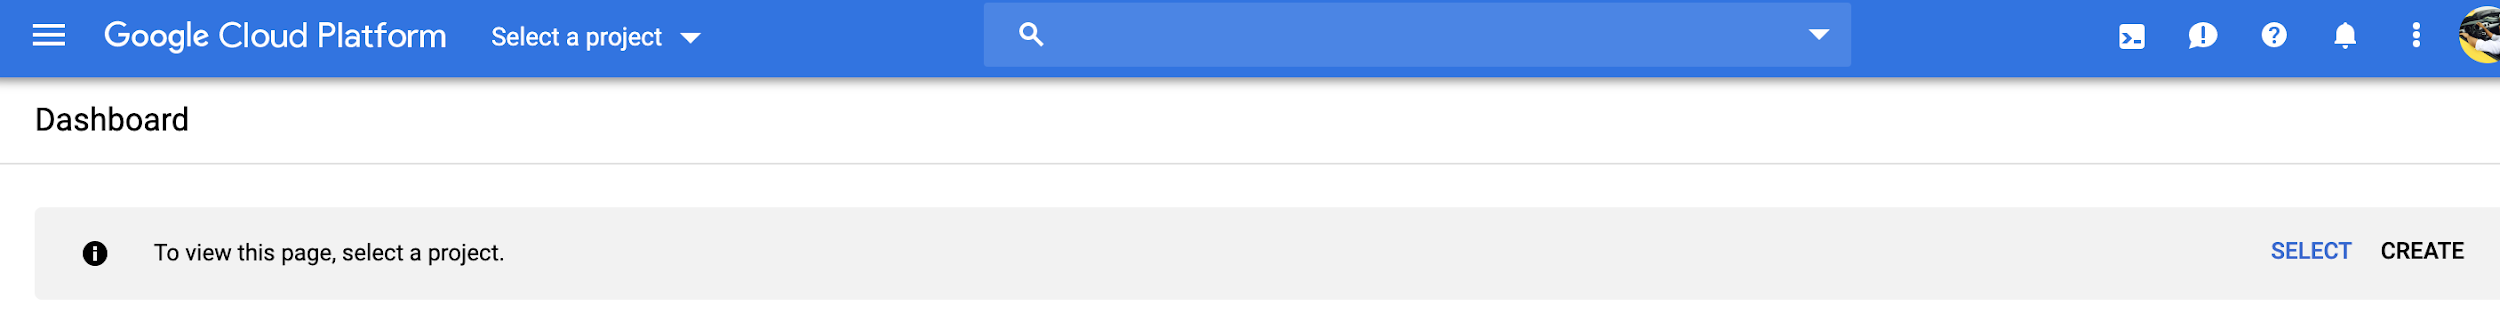 Google Cloud Platform Select a project
Dashboard
To view this page, select a project. SELECT CREATE